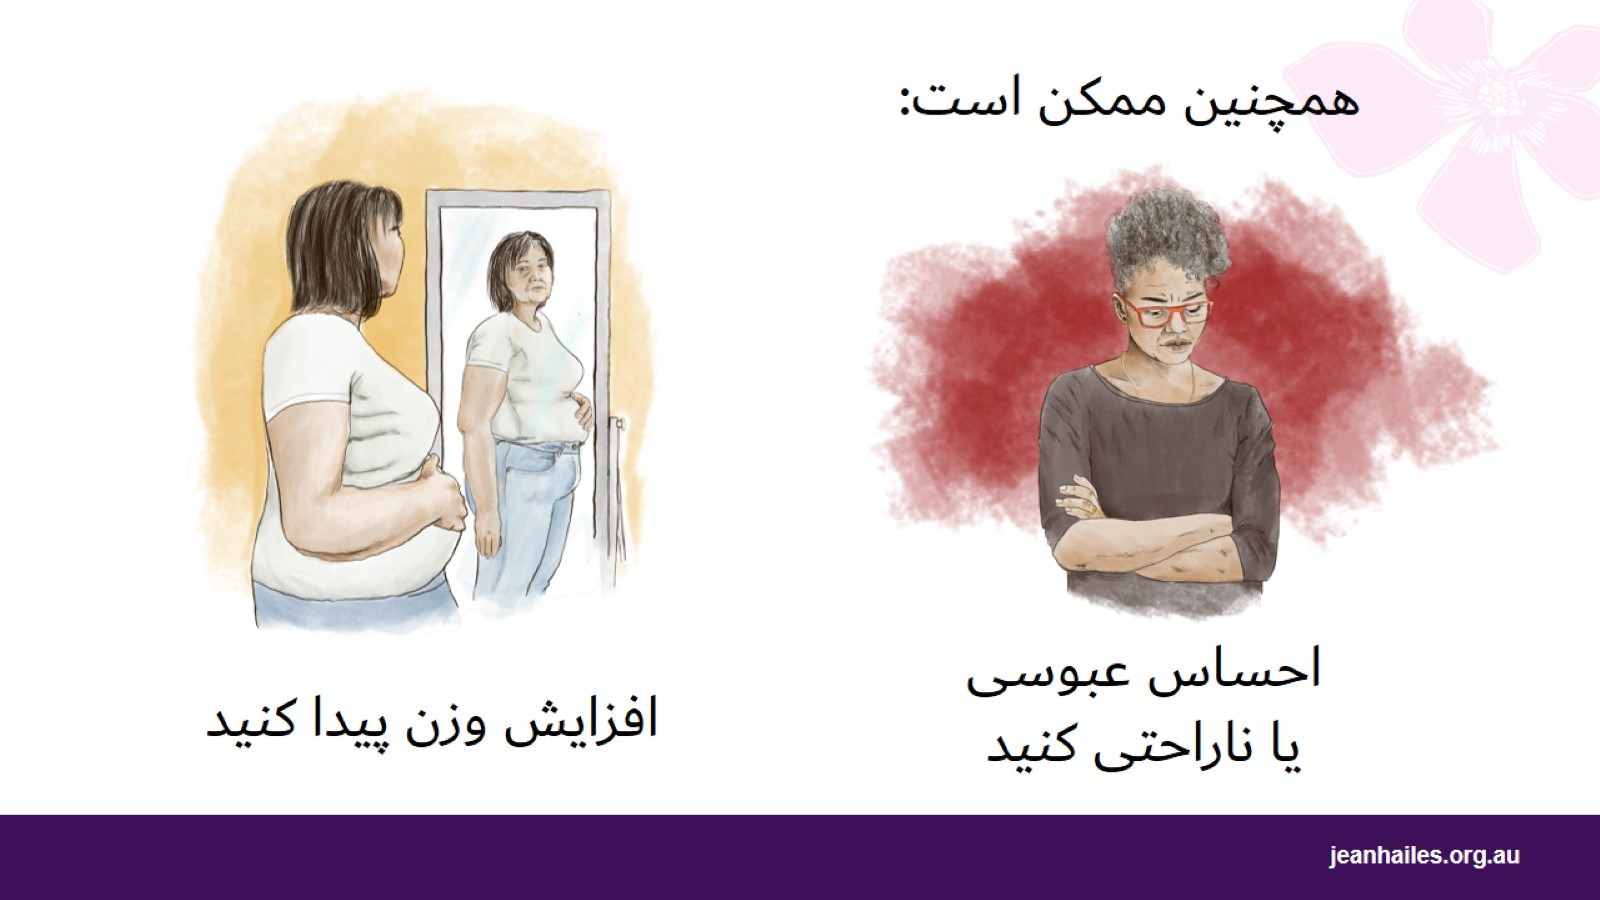 همچنین ممکن است:
احساس عبوسی
یا ناراحتی کنید
افزایش وزن پیدا کنید
jeanhailes.org.au